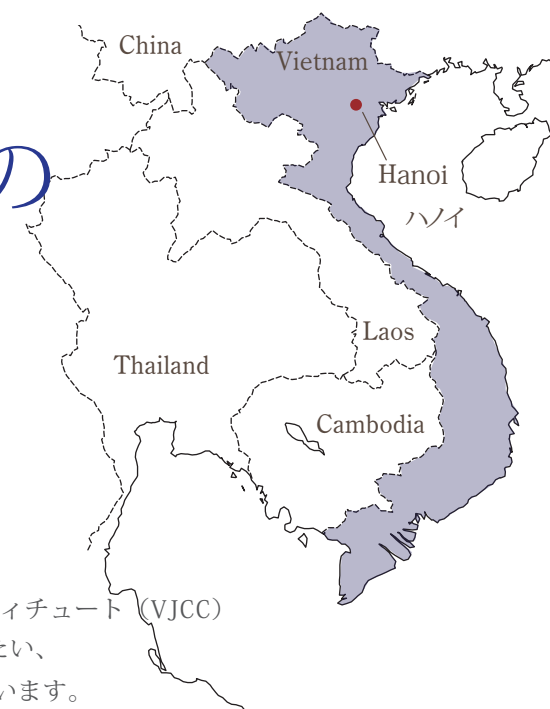 China
Vietnam
の
Hanoi
ハノイ
Laos
Thailand
Cambodia
ィチュート（VJCC）
たい、
います。